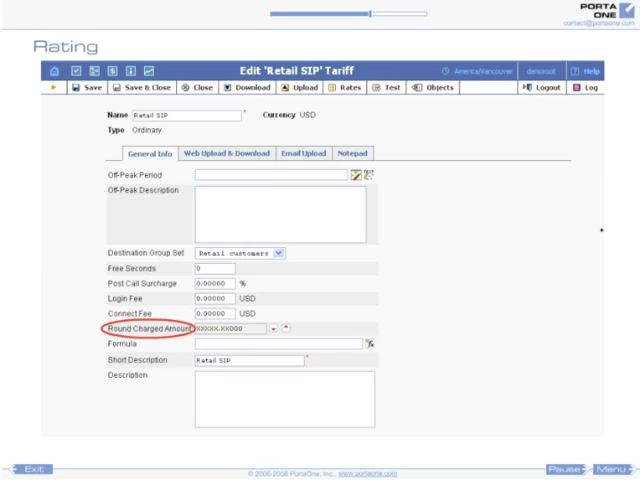 PORTA
ONE
contact@portaone.com
Rating
Edit 'Retail SIP' Tariff
America/Vancouver
demoroot
? Help
Save
Save & Close
Close
Download
Upload
Rates
Test
Objects
Logout
Log
Name Retail SIP * Currency USD
Type Ordinary
General Info
Web Upload & Download
Email Upload
Notepad
Off-Peak Period
Off-Peak Description
Destination Group Set Retail customers
Free Seconds 0
Post Call Surcharge 0.00000 %
Login Fee 0.00000 USD
Connect Fee 0.00000 USD
Round Charged Amount XXXXX.XX000
Formula
Short Description Retail SIP *
Description
Exit
© 2006-2008 PortaOne, Inc., www.portaone.com
Pause
Menu